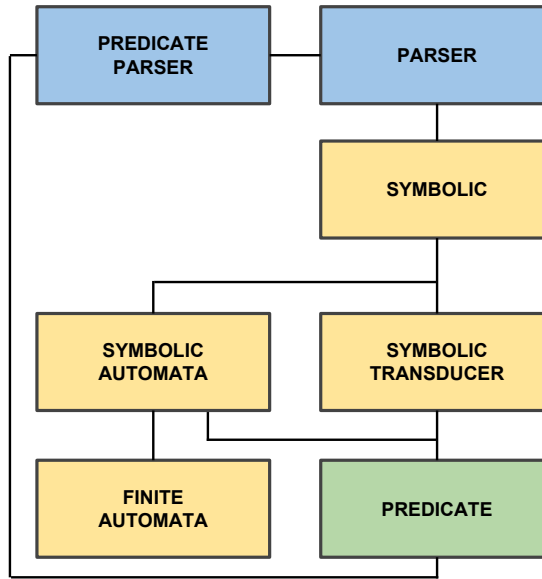 PREDICATE
PARSER
PARSER
SYMBOLIC
SYMBOLIC
AUTOMATA
SYMBOLIC
TRANSDUCER
FINITE
AUTOMATA
PREDICATE